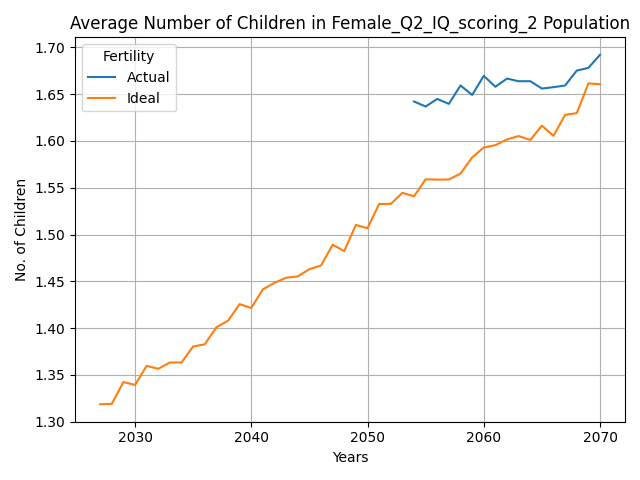 Average Number of Children in Female_Q2_IQ_scoring_2 Population
Fertility
Actual
Ideal
No. of Children
1.70
1.65
1.60
1.55
1.50
1.45
1.40
1.35
1.30
2030 2040 2050 2060 2070
Years